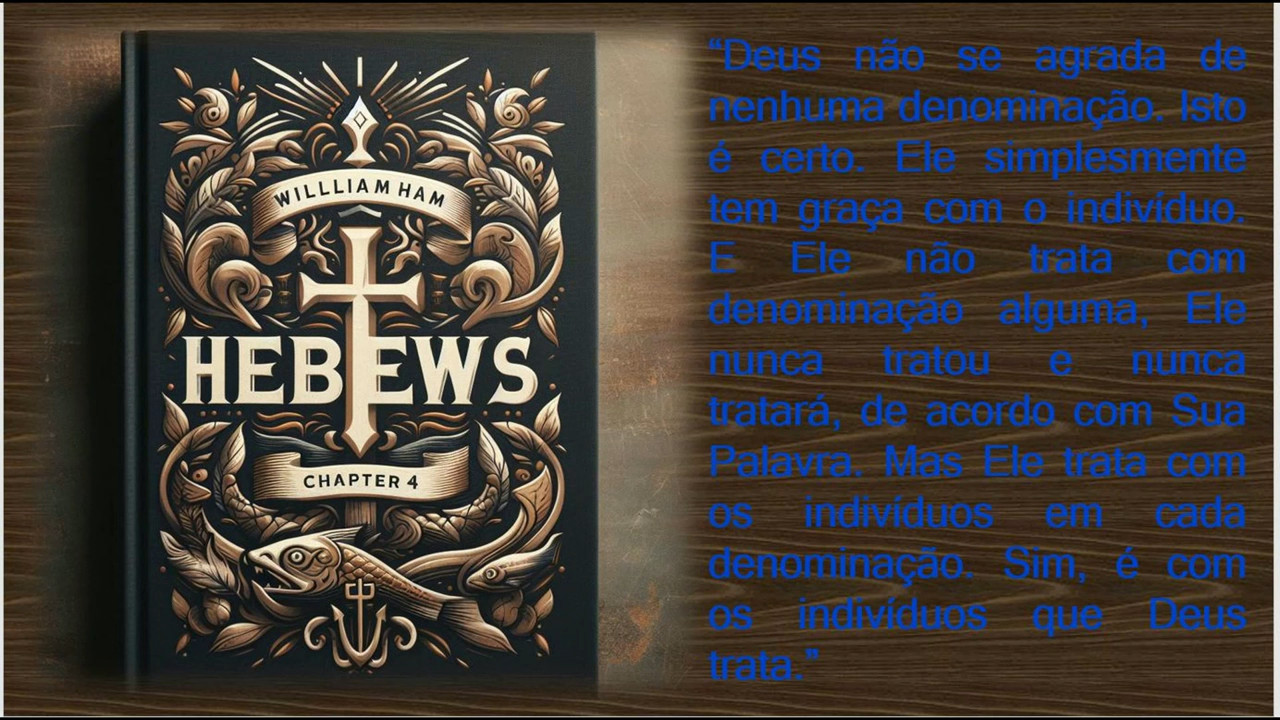 WILLLIAM HAM
HEBEWS
CHAPTER 4
“Deus não se agrada de
nenhuma denominação. Isto
é certo. Ele simplesmente
tem graça com o indivíduo.
E Ele não trata com
denominação alguma, Ele
nunca tratou e nunca
tratará, de acordo com Sua
Palavra. Mas Ele trata com
os indivíduos em cada
denominação. Sim, é com
os indivíduos que Deus
trata.”